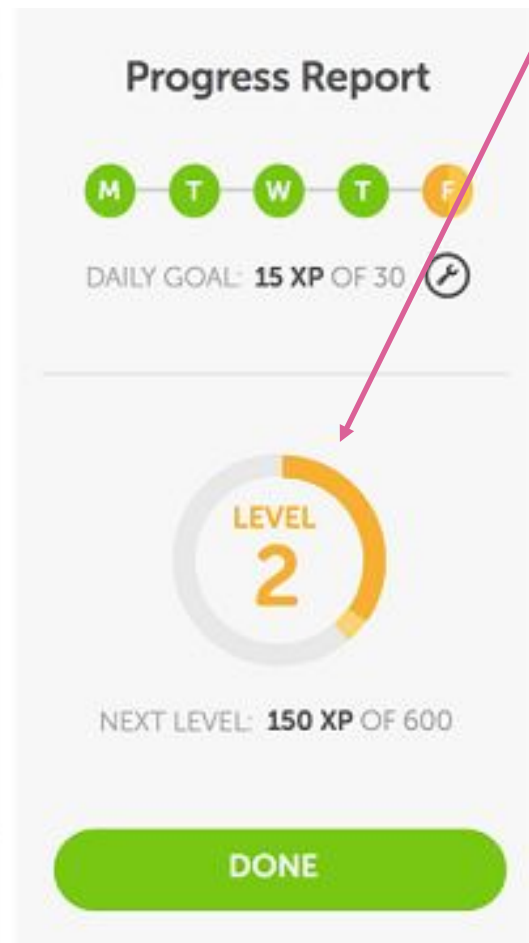 Progress Report
M T W T F
DAILY GOAL: 15 XP OF 30
LEVEL
2
NEXT LEVEL: 150 XP OF 600
DONE